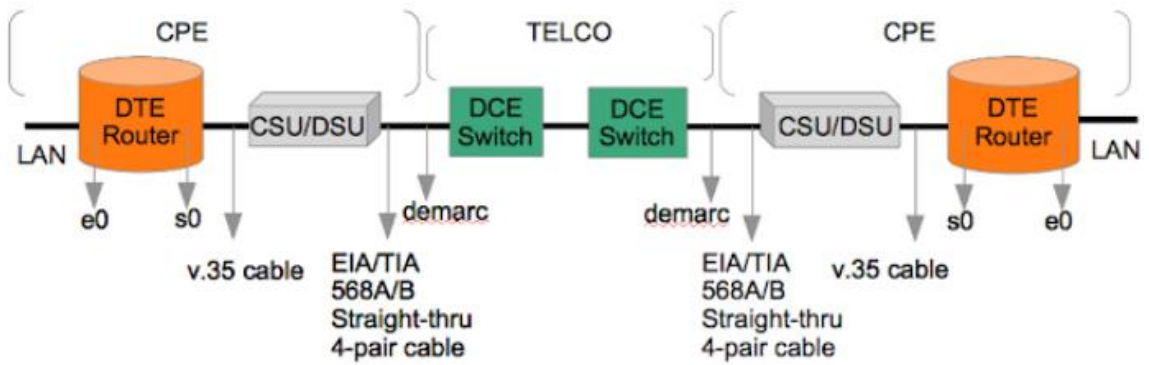 CPE
TELCO
CPE
DTE
Router
CSU/DSU
DCE
Switch
DCE
Switch
CSU/DSU
DTE
Router
LAN
LAN
e0
s0
demarc
demarc
s0
e0
v.35 cable
EIA/TIA
568A/B
Straight-thru
4-pair cable
EIA/TIA
568A/B
Straight-thru
4-pair cable
v.35 cable